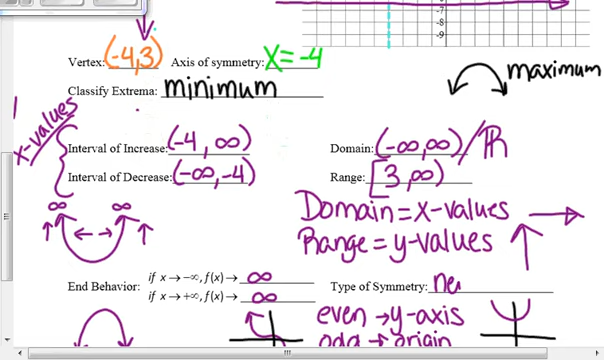 -7
-8
-9
Vertex: (-4,3) Axis of symmetry: x = -4
maximum
Classify Extrema: minimum
x-values
Interval of Increase: (-4, ∞) Domain: (-∞,∞)/ℝ
Interval of Decrease: (-∞,-4) Range: [3,∞)
Domain = x-values
∞ ∞
Range = y-values
End Behavior: if x → -∞, f(x) → ∞ Type of Symmetry: ne
if x → +∞, f(x) → ∞
even → y-axis
odd → origin